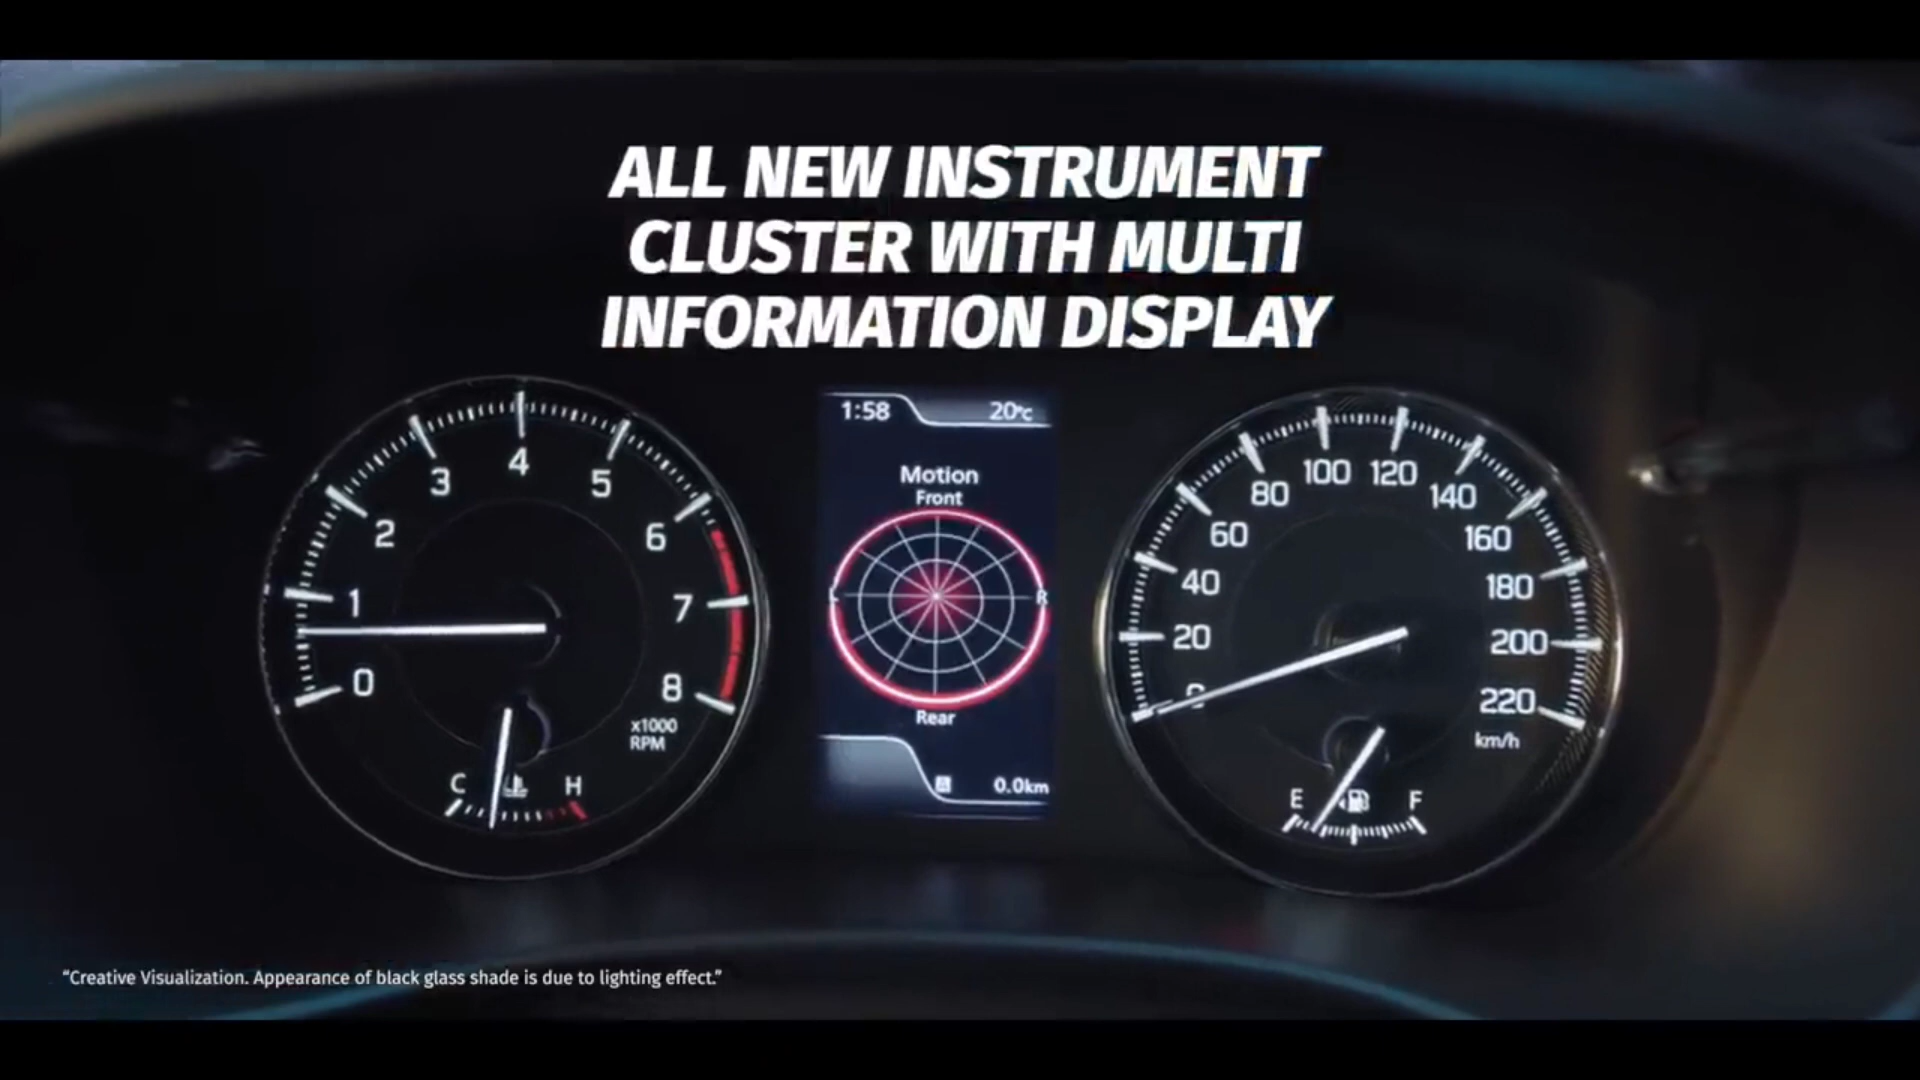 ALL NEW INSTRUMENT
CLUSTER WITH MULTI
INFORMATION DISPLAY
1:58 20°C
Motion
Front
L R
Rear
A 0.0km
0 1 2 3 4 5 6 7 8
x1000
RPM
C H
0 20 40 60 80 100 120 140 160 180 200 220
km/h
E F
“Creative Visualization. Appearance of black glass shade is due to lighting effect.”